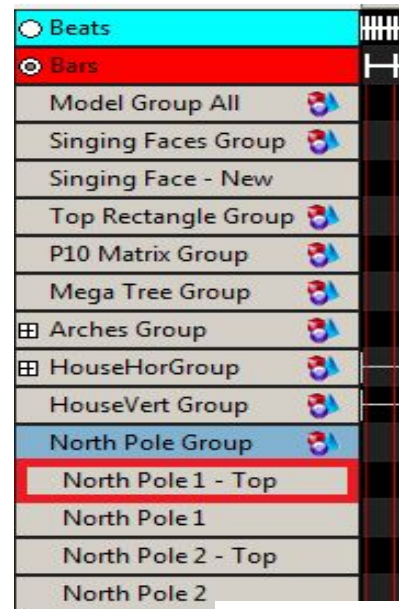 Beats
Bars
Model Group All
Singing Faces Group
Singing Face - New
Top Rectangle Group
P10 Matrix Group
Mega Tree Group
Arches Group
HouseHorGroup
HouseVert Group
North Pole Group
North Pole 1 - Top
North Pole 1
North Pole 2 - Top
North Pole 2